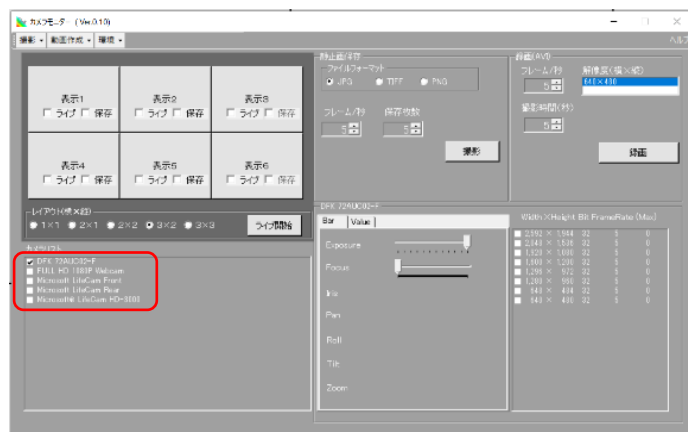 カメラモニター (Ver.0.10)
撮影 動画作成 環境 ヘルプ
表示1 表示2 表示3
ライブ 保存 ライブ 保存 ライブ 保存
表示4 表示5 表示6
ライブ 保存 ライブ 保存 ライブ 保存
レイアウト(横×縦)
1×1 2×1 2×2 3×2 3×3 ライブ開始
カメラリスト
DFK 72AUC02-F
FULL HD 1080P Webcam
Microsoft LifeCam Front
Microsoft LifeCam Rear
Microsoft® LifeCam HD-3000
静止画保存
ファイルフォーマット
JPG TIFF PNG
フレーム/秒 保存枚数
5 5
撮影
録画(AVI)
フレーム/秒 解像度(横×縦)
5 640×480
撮影時間(秒)
5
録画
DFK 72AUC02-F
Bar Value
Exposure
Focus
Iris
Pan
Roll
Tilt
Zoom
Width×Height Bit FrameRate (Max)
2,592 × 1,944 32 5 0
32 5 0
32 5 0
1,600 × 1,200 32 5 0
1,296 × 972 32 5 0
1,280 × 960 32 5 0
32 5 0
640 × 480 32 5 0